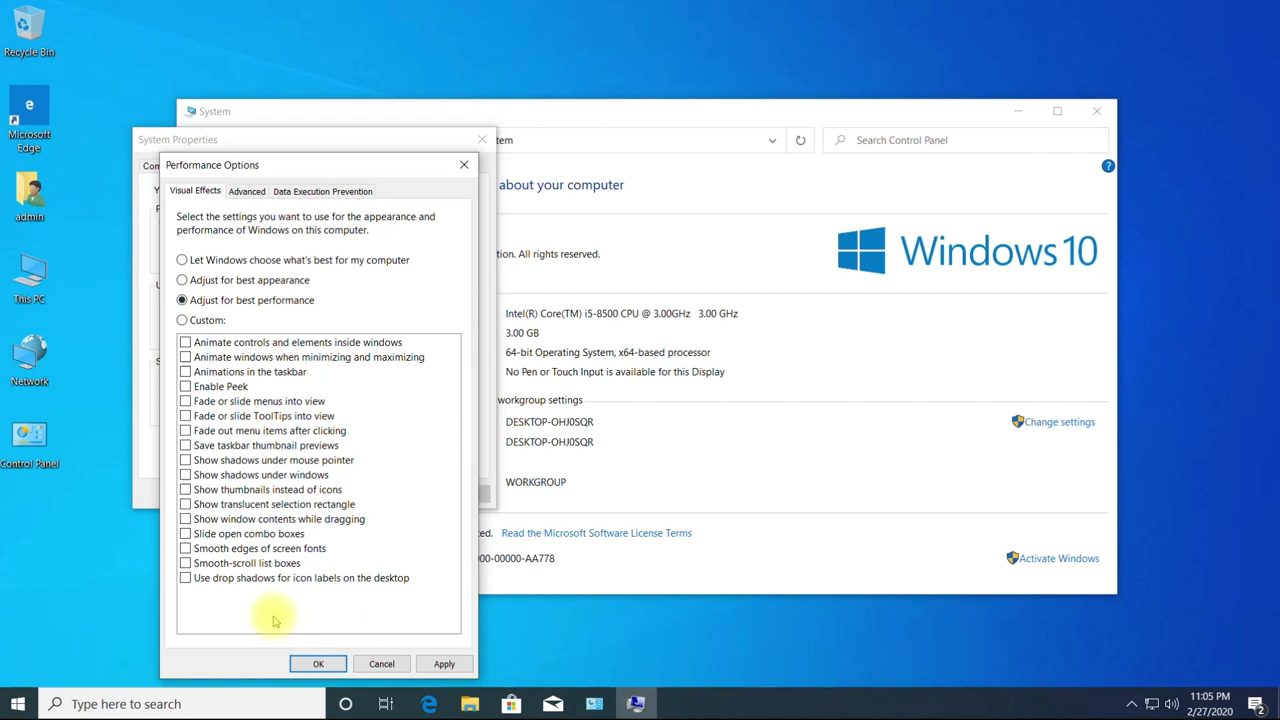 Recycle Bin
Microsoft
Edge
admin
This PC
Network
Control Panel
System
tem
Search Control Panel
about your computer
tion. All rights reserved.
Windows 10
Intel(R) Core(TM) i5-8500 CPU @ 3.00GHz 3.00 GHz
3.00 GB
64-bit Operating System, x64-based processor
No Pen or Touch Input is available for this Display
workgroup settings
DESKTOP-OHJ0SQR
Change settings
DESKTOP-OHJ0SQR
WORKGROUP
ted. Read the Microsoft Software License Terms
00-00000-AA778
Activate Windows
System Properties
Com
Performance Options
Visual Effects
Advanced
Data Execution Prevention
Select the settings you want to use for the appearance and
performance of Windows on this computer.
Let Windows choose what's best for my computer
Adjust for best appearance
Adjust for best performance
Custom:
Animate controls and elements inside windows
Animate windows when minimizing and maximizing
Animations in the taskbar
Enable Peek
Fade or slide menus into view
Fade or slide ToolTips into view
Fade out menu items after clicking
Save taskbar thumbnail previews
Show shadows under mouse pointer
Show shadows under windows
Show thumbnails instead of icons
Show translucent selection rectangle
Show window contents while dragging
Slide open combo boxes
Smooth edges of screen fonts
Smooth-scroll list boxes
Use drop shadows for icon labels on the desktop
OK
Cancel
Apply
Type here to search
11:05 PM
2/27/2020
2